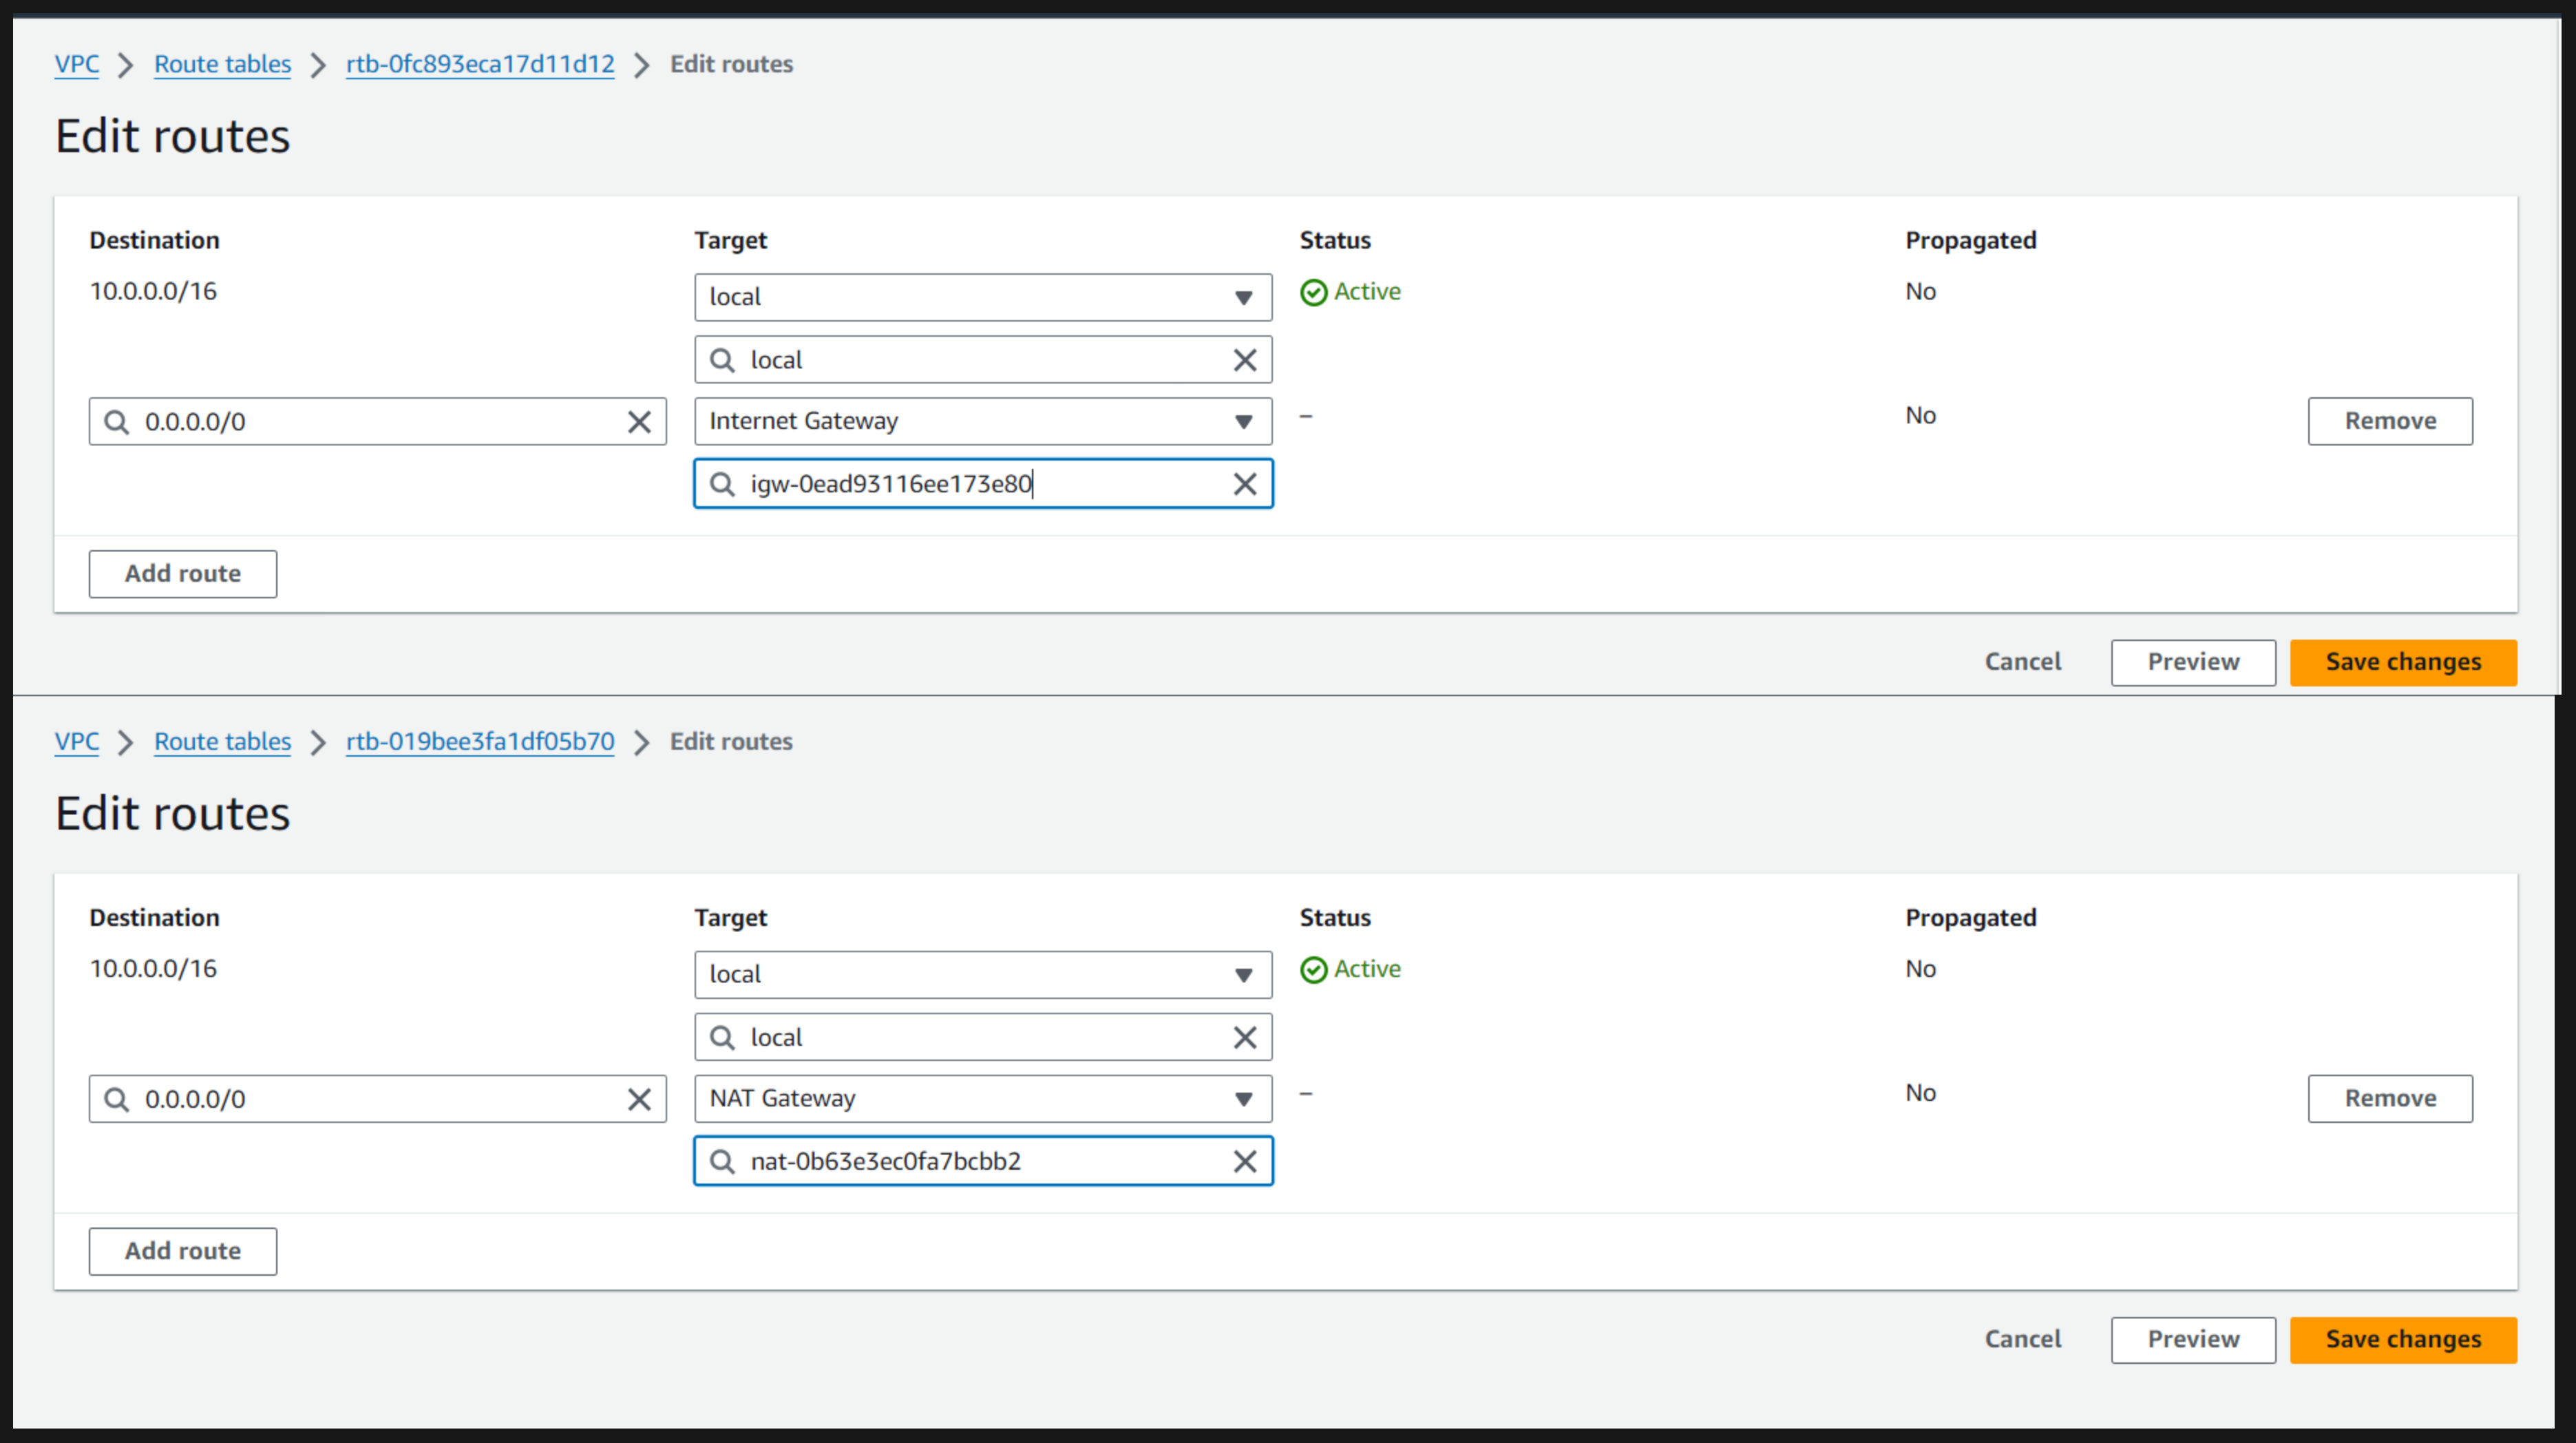 VPC > Route tables > rtb-0fc893eca17d11d12 > Edit routes
Edit routes
Destination Target Status Propagated
10.0.0.0/16 local Active No
local
0.0.0.0/0 Internet Gateway – No Remove
igw-0ead93116ee173e80
Add route
Cancel Preview Save changes
VPC > Route tables > rtb-019bee3fa1df05b70 > Edit routes
Edit routes
Destination Target Status Propagated
10.0.0.0/16 local Active No
local
0.0.0.0/0 NAT Gateway – No Remove
nat-0b63e3ec0fa7bcbb2
Add route
Cancel Preview Save changes